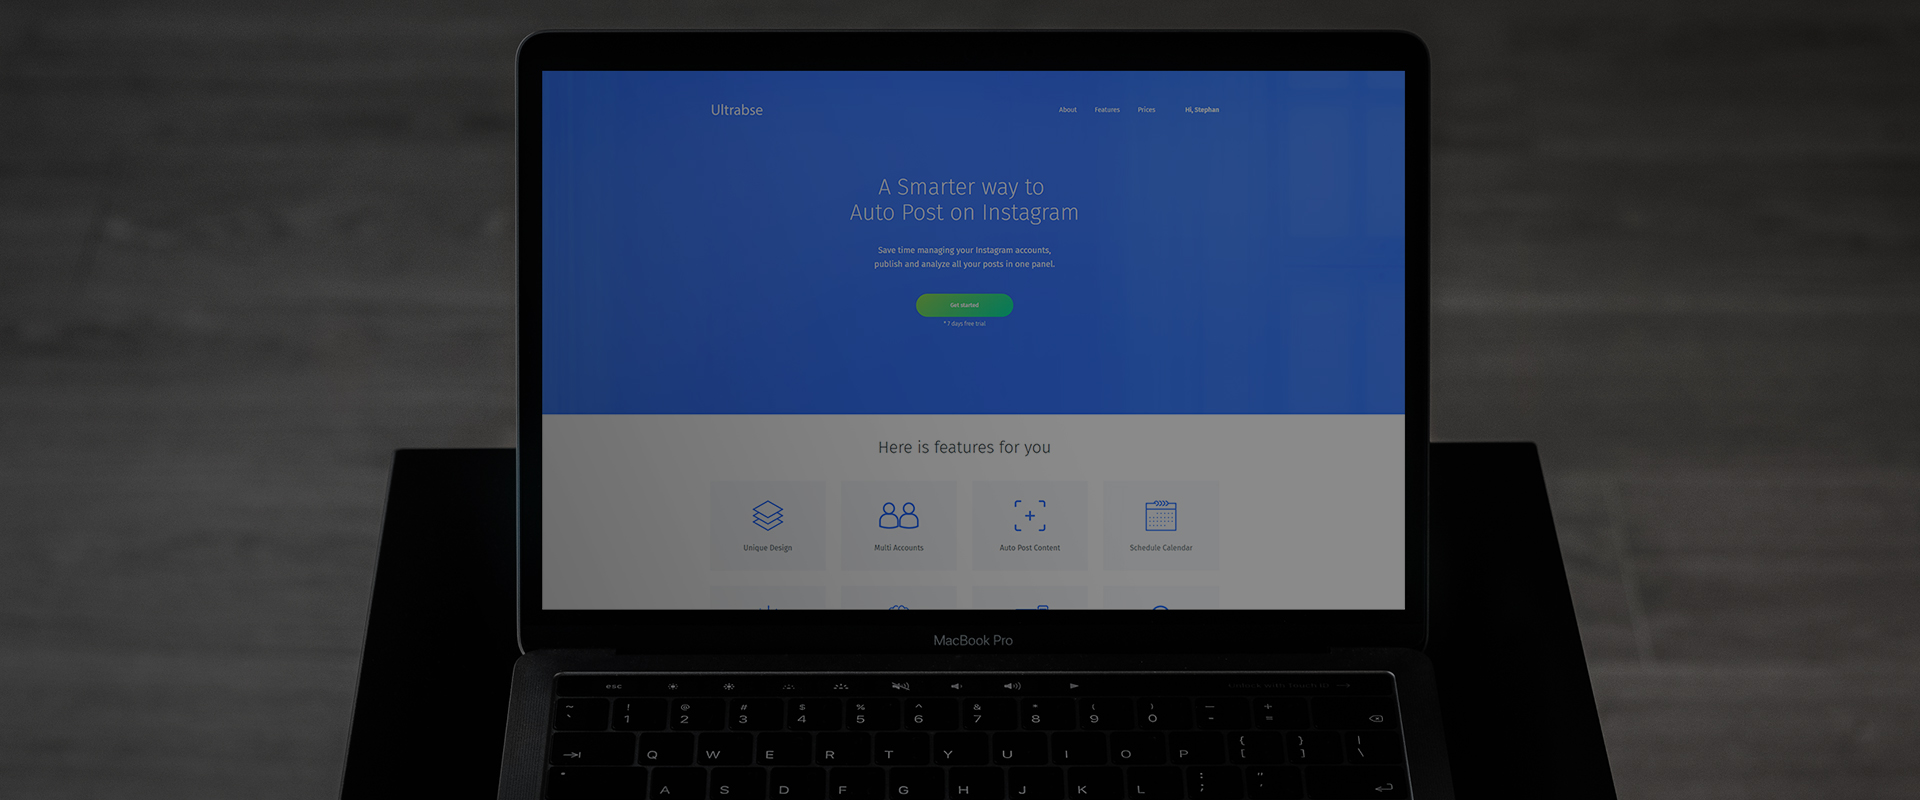 Ultrabse
About Features Prices Hi, Stephan
A Smarter way to
Auto Post on Instagram
Save time managing your Instagram accounts,
publish and analyze all your posts in one panel.
Get started
* 7 days free trial
Here is features for you
Unique Design Multi Accounts Auto Post Content Schedule Calendar
MacBook Pro
esc
~ ! @ # $ % ^ & * ( ) — +
` 1 2 3 4 5 6 7 8 9 0 - =
Q W E R T Y U I O P { [ } ] | \
A S D F G H J K L : ; " '